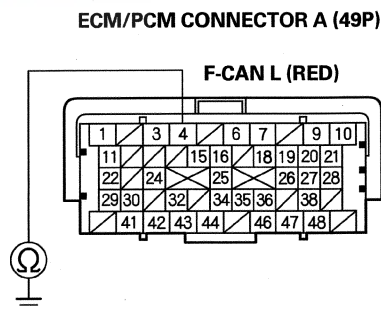 ECM/PCM CONNECTOR A (49P)
F-CAN L (RED)
1 3 4 6 7 9 10
11 15 16 18 19 20 21
22 24 25 26 27 28
29 30 32 34 35 36 38
41 42 43 44 46 47 48
Ω